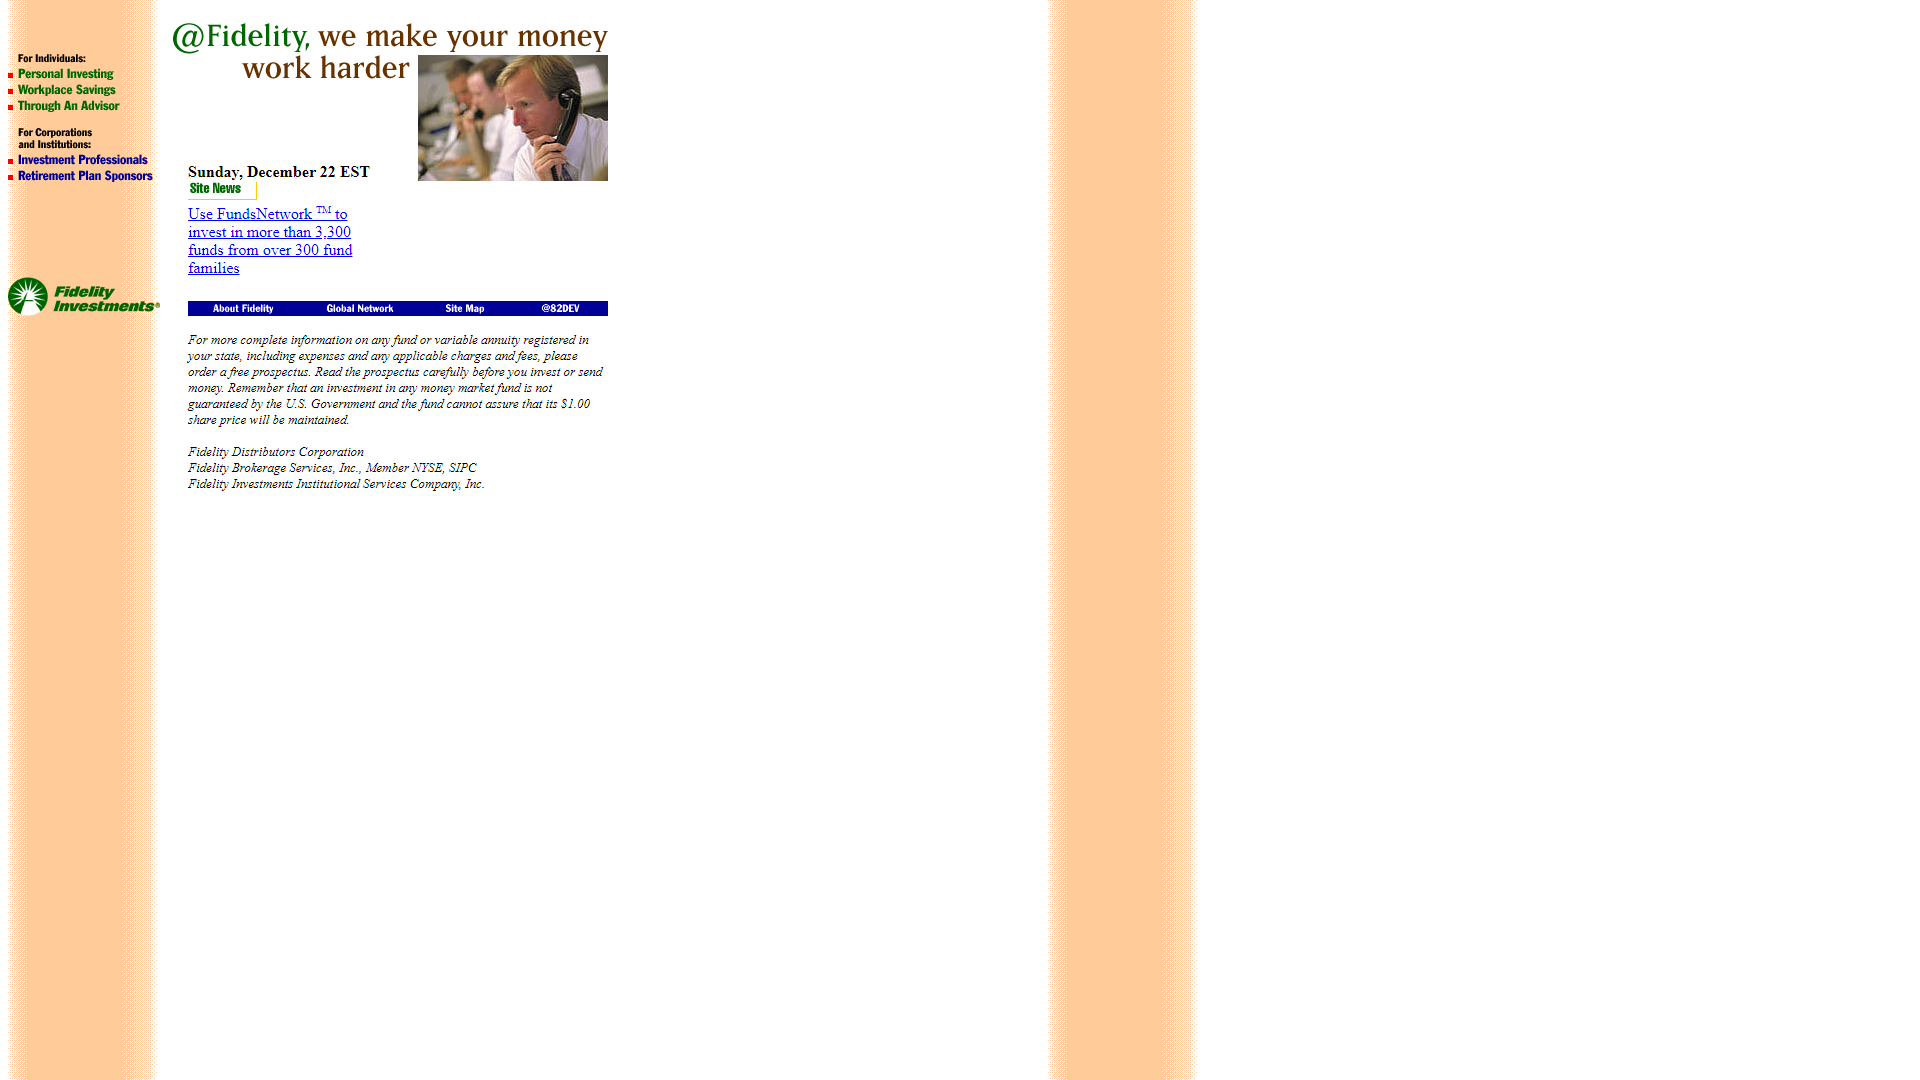 @Fidelity, we make your money
work harder
For Individuals:
Personal Investing
Workplace Savings
Through An Advisor
For Corporations
and Institutions:
Investment Professionals
Retirement Plan Sponsors
Fidelity
Investments®
Sunday, December 22 EST
Site News
Use FundsNetwork TM to
invest in more than 3,300
funds from over 300 fund
families
About Fidelity Global Network Site Map @82DEV
For more complete information on any fund or variable annuity registered in
your state, including expenses and any applicable charges and fees, please
order a free prospectus. Read the prospectus carefully before you invest or send
money. Remember that an investment in any money market fund is not
guaranteed by the U.S. Government and the fund cannot assure that its $1.00
share price will be maintained.
Fidelity Distributors Corporation
Fidelity Brokerage Services, Inc., Member NYSE, SIPC
Fidelity Investments Institutional Services Company, Inc.